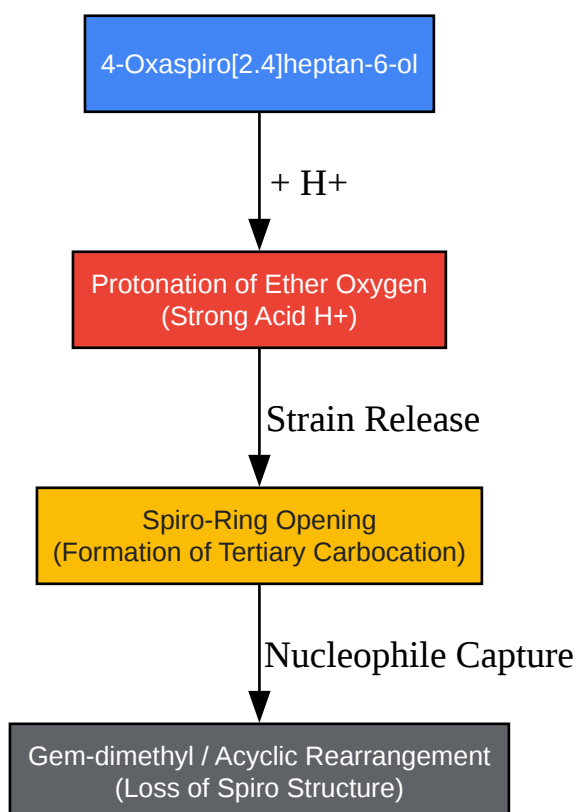 4-Oxaspiro[2.4]heptan-6-ol
+ H+
Protonation of Ether Oxygen
(Strong Acid H+)
Strain Release
Spiro-Ring Opening
(Formation of Tertiary Carbocation)
Nucleophile Capture
Gem-dimethyl / Acyclic Rearrangement
(Loss of Spiro Structure)